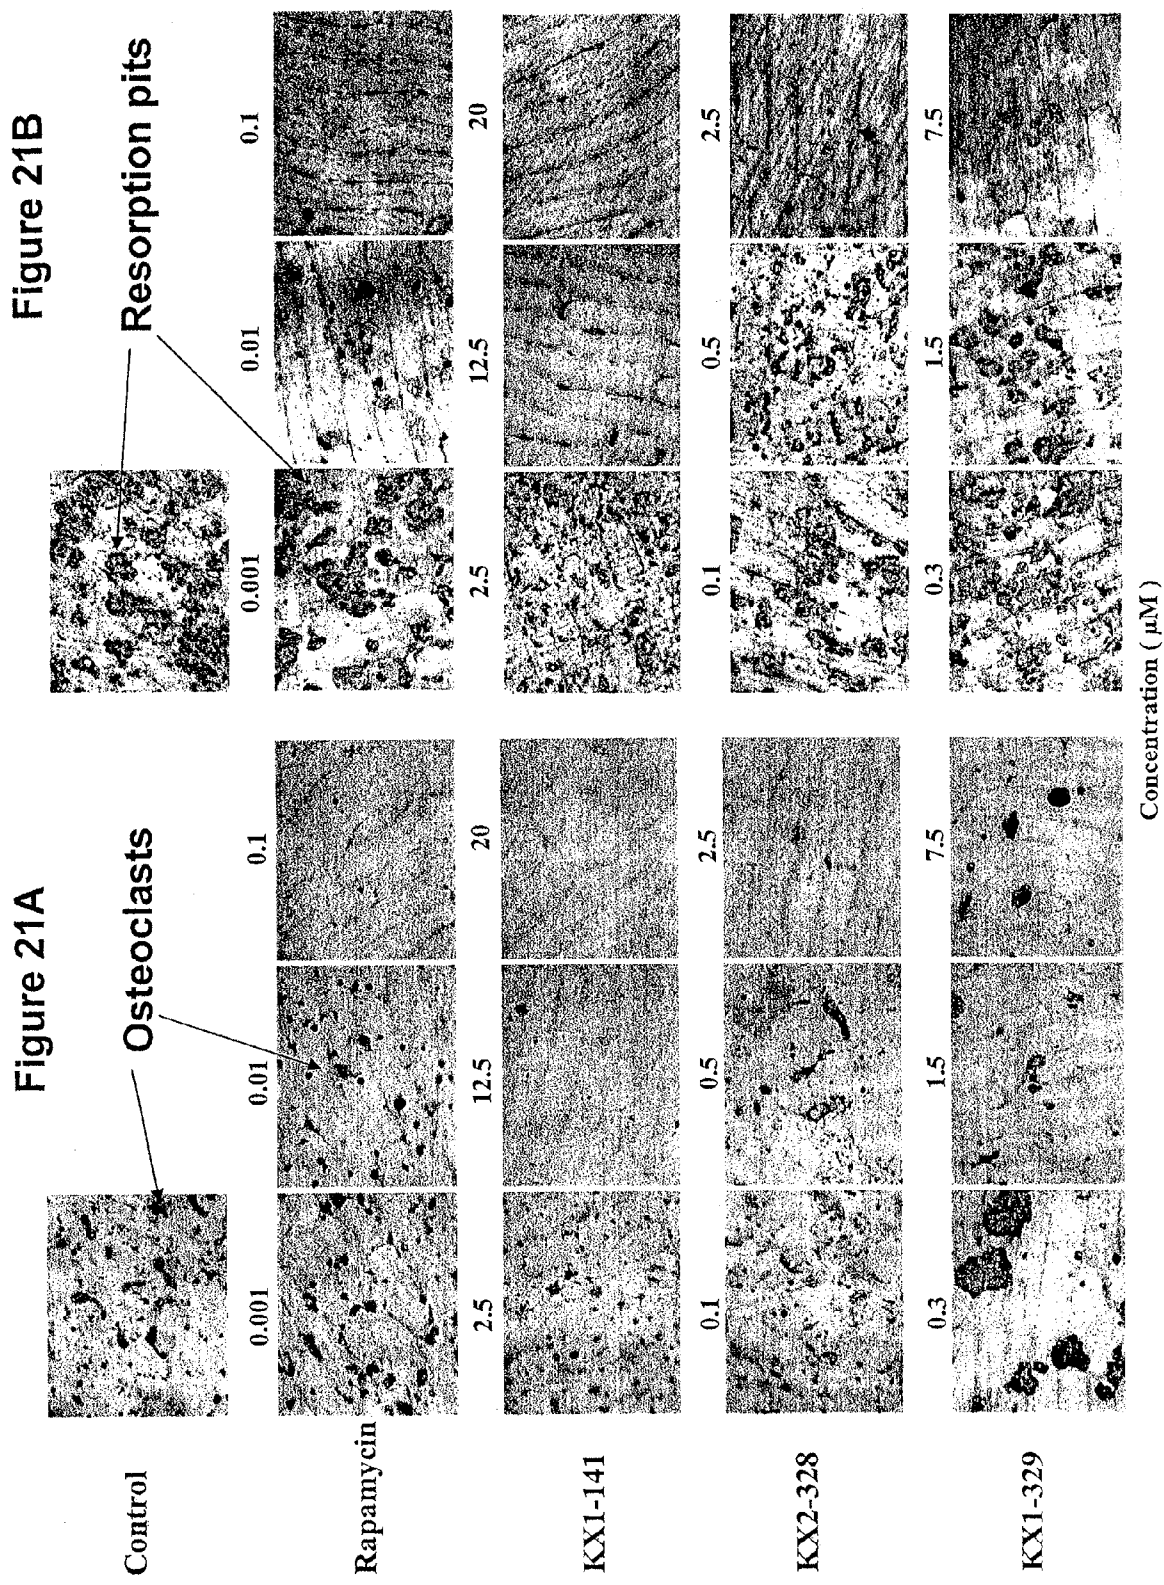 Figure 21A
Figure 21B
Osteoclasts
Resorption pits
Control
0.001
0.01
0.1
0.001
0.01
0.1
Rapamycin
2.5
12.5
20
2.5
12.5
20
KX1-141
0.1
0.5
2.5
0.1
0.5
2.5
KX2-328
0.3
1.5
7.5
0.3
1.5
7.5
KX1-329
Concentration ( µM )